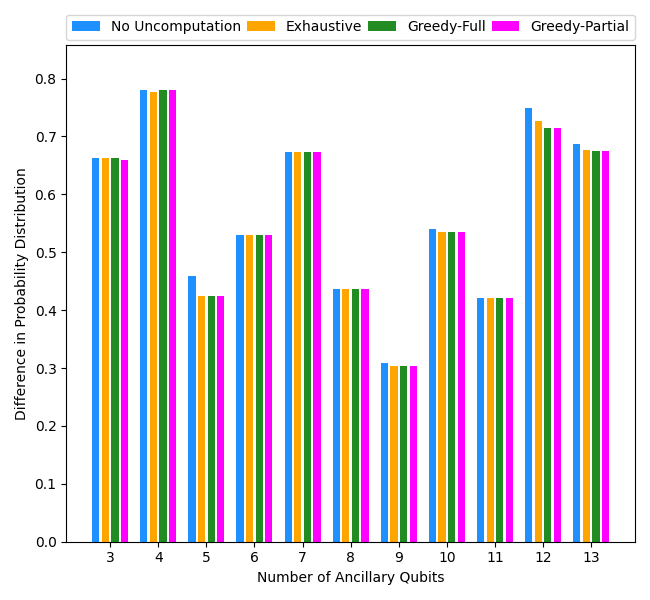 No Uncomputation Exhaustive Greedy-Full Greedy-Partial
0.8
0.7
0.6
0.5
0.4
0.3
0.2
0.1
0.0
Difference in Probability Distribution
3 4 5 6 7 8 9 10 11 12 13
Number of Ancillary Qubits